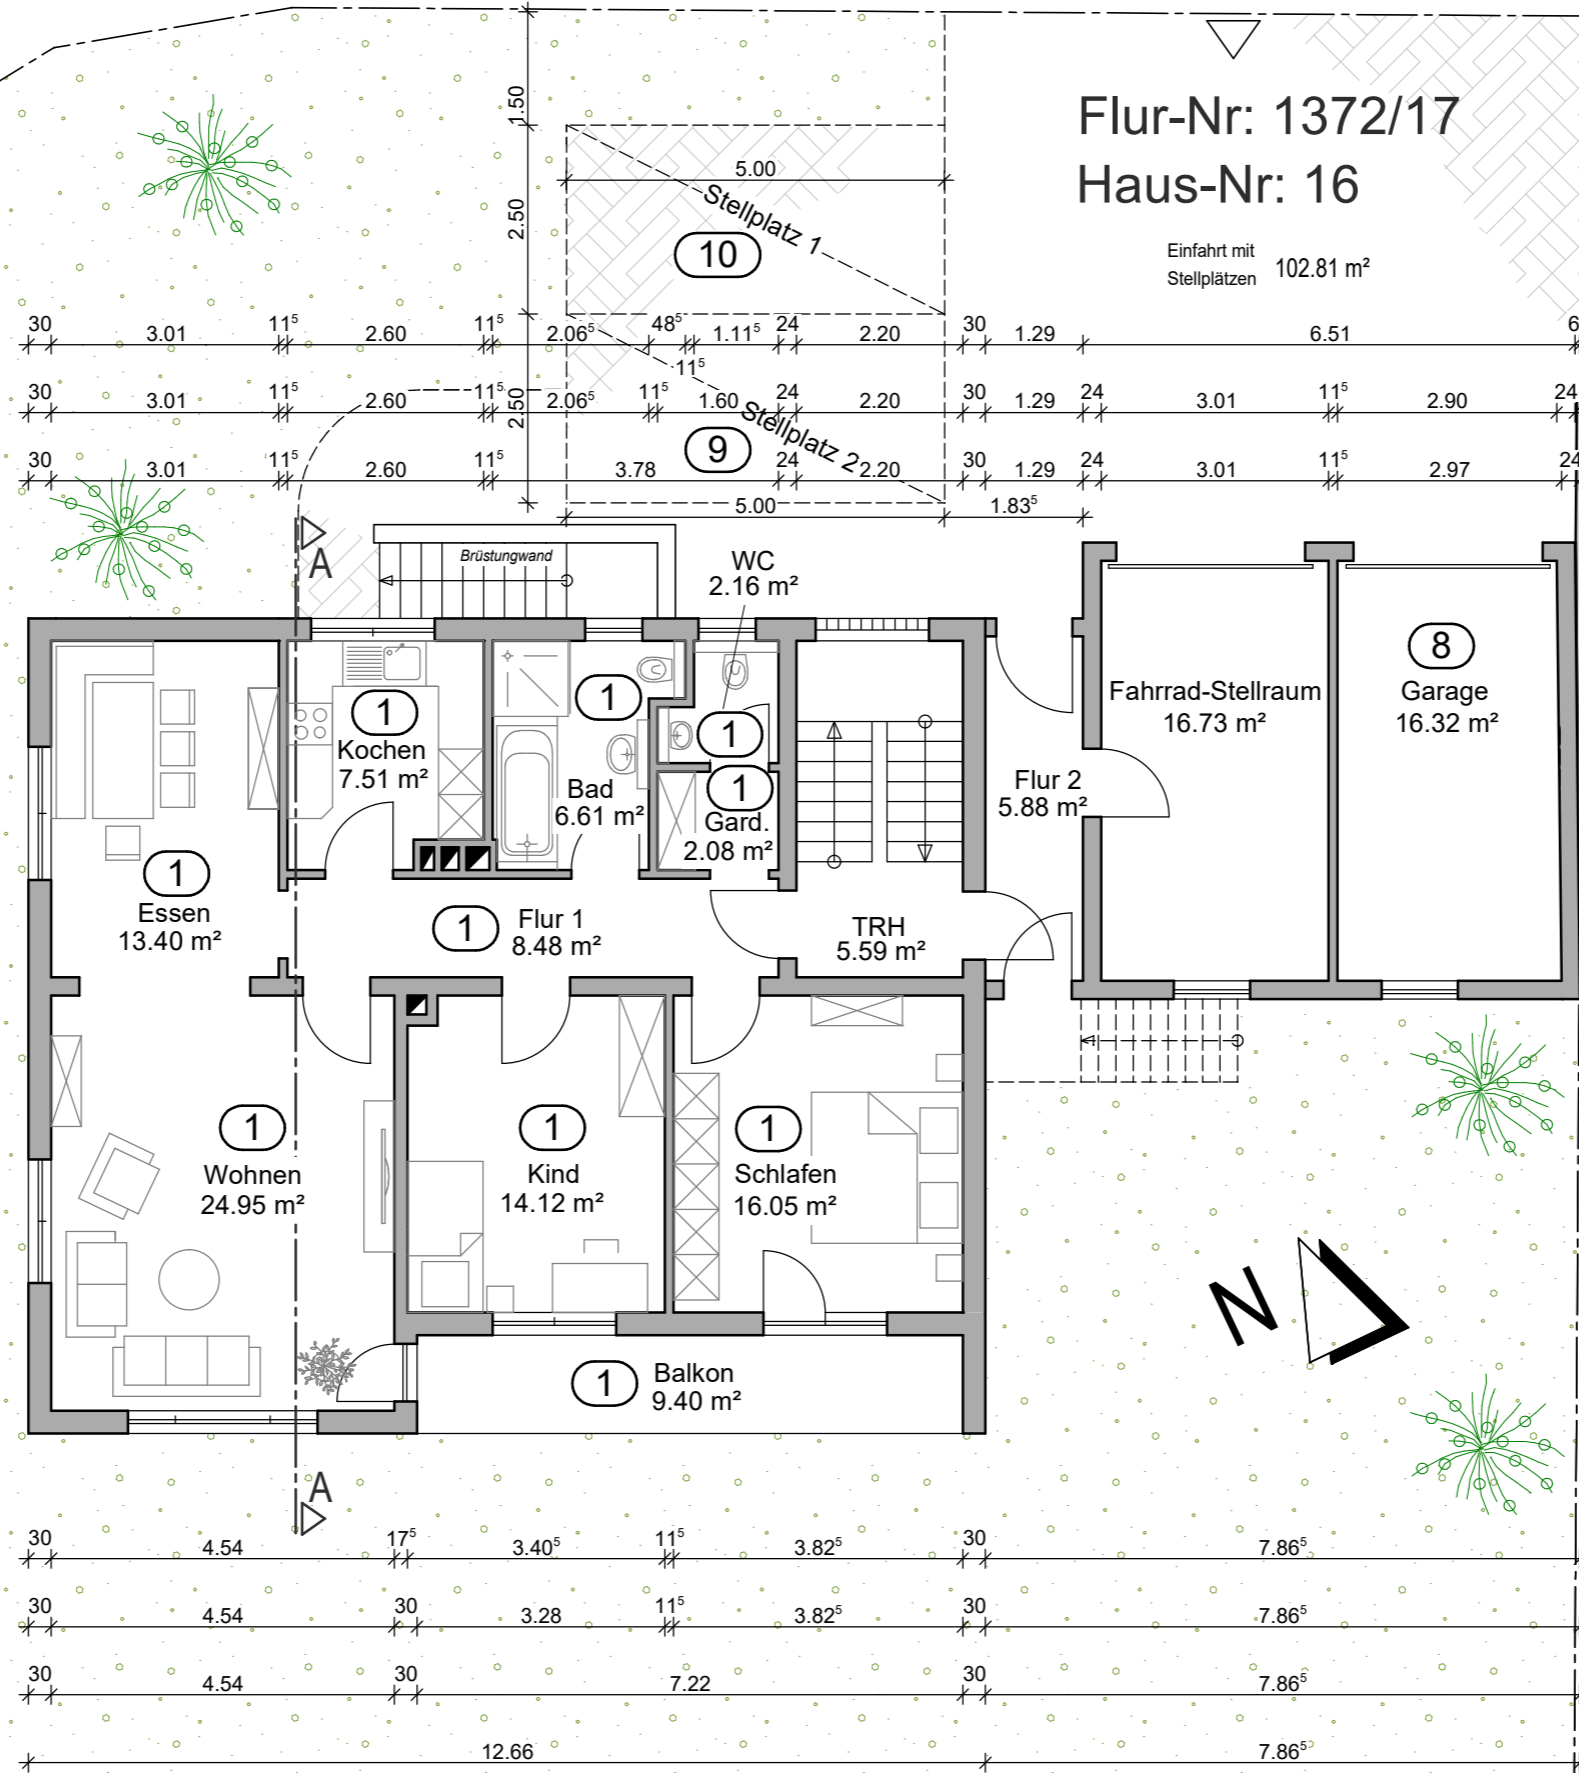 1.50
Flur-Nr: 1372/17
5.00
Haus-Nr: 16
Stellplatz 1
2.50
10
Einfahrt mit
Stellplätzen 102.81 m²
30 3.01 11⁵ 2.60 11⁵ 2.06⁵ 48⁵ 1.11⁵ 24 2.20 30 1.29 6.51 6
11⁵
30 3.01 11⁵ 2.60 11⁵ 2.06⁵ 11⁵ 1.60 24 2.20 30 1.29 24 3.01 11⁵ 2.90 24
2.50
Stellplatz 2
9
30 3.01 11⁵ 2.60 11⁵ 3.78 24 2.20 30 1.29 24 3.01 11⁵ 2.97 24
5.00 1.83⁵
A
Brüstungwand
WC
2.16 m²
1
Kochen
7.51 m²
1
Bad
6.61 m²
1
1
Gard.
2.08 m²
Flur 2
5.88 m²
Fahrrad-Stellraum
16.73 m²
8
Garage
16.32 m²
1
Essen
13.40 m²
1
Flur 1
8.48 m²
TRH
5.59 m²
1
Wohnen
24.95 m²
1
Kind
14.12 m²
1
Schlafen
16.05 m²
N
1
Balkon
9.40 m²
A
30 4.54 17⁵ 3.40⁵ 11⁵ 3.82⁵ 30 7.86⁵
30 4.54 30 3.28 11⁵ 3.82⁵ 30 7.86⁵
30 4.54 30 7.22 30 7.86⁵
12.66 7.86⁵